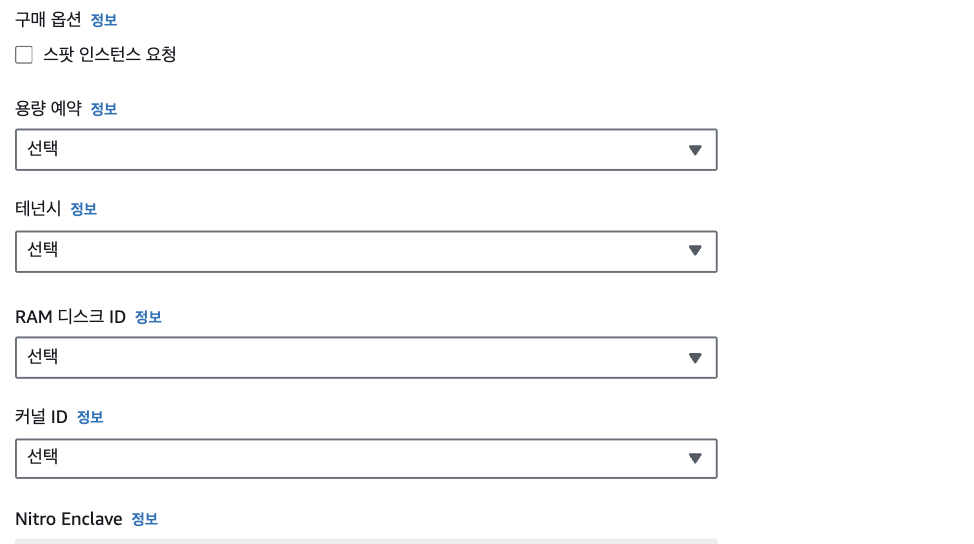 구매 옵션 정보
스팟 인스턴스 요청
용량 예약 정보
선택
테넌시 정보
선택
RAM 디스크 ID 정보
선택
커널 ID 정보
선택
Nitro Enclave 정보